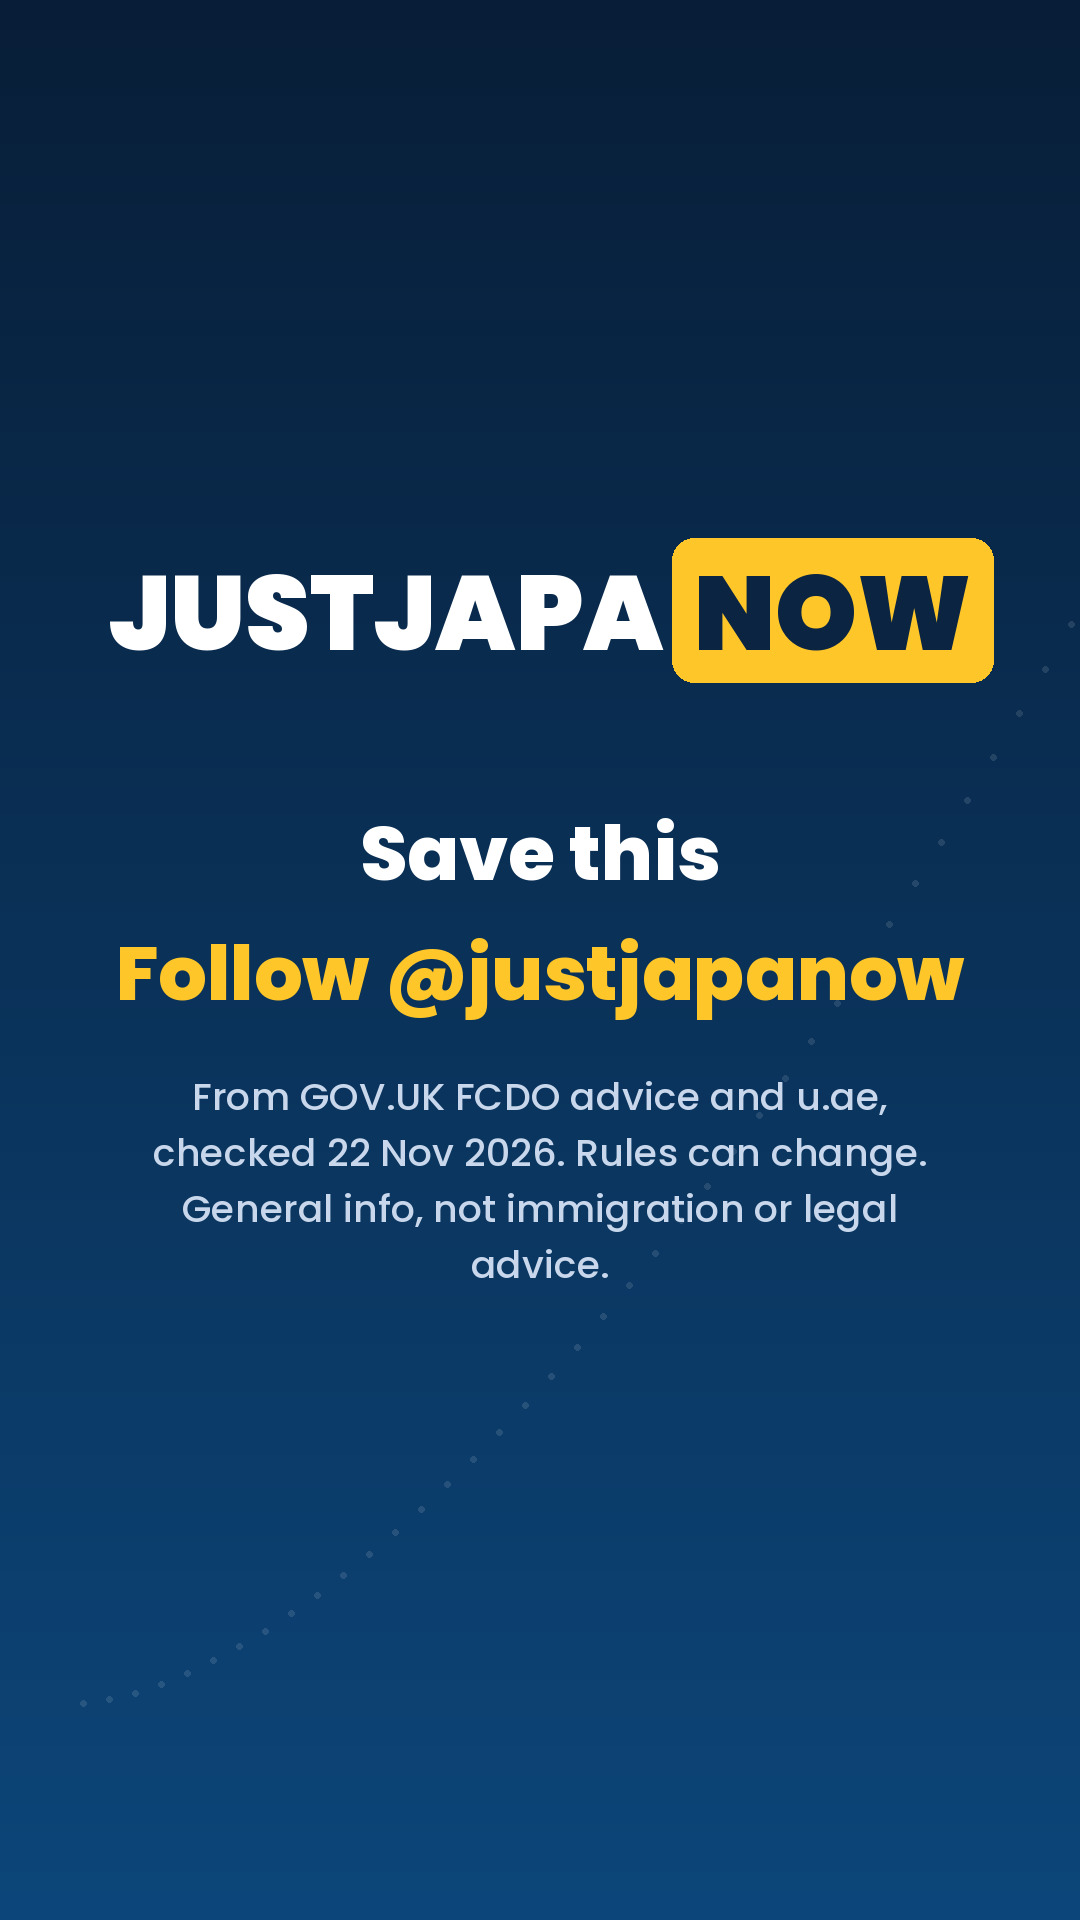 JUSTJAPA NOW
Save this
Follow @justjapanow
From GOV.UK FCDO advice and u.ae,
checked 22 Nov 2026. Rules can change.
General info, not immigration or legal
advice.